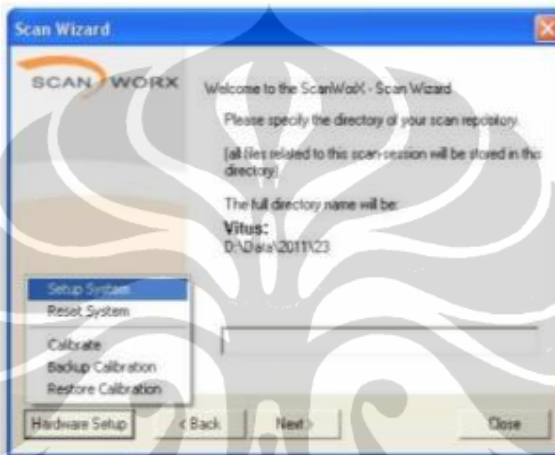 Scan Wizard
SCAN WORX
Welcome to the ScanWorX - Scan Wizard
Please specify the directory of your scan repository.
(all files related to this scan-session will be stored in this
directory)
The full directory name will be:
Vitus:
D:\Data\2011\23
Setup System
Reset System
Calibrate
Backup Calibration
Restore Calibration
Hardware Setup
< Back
Next >
Close